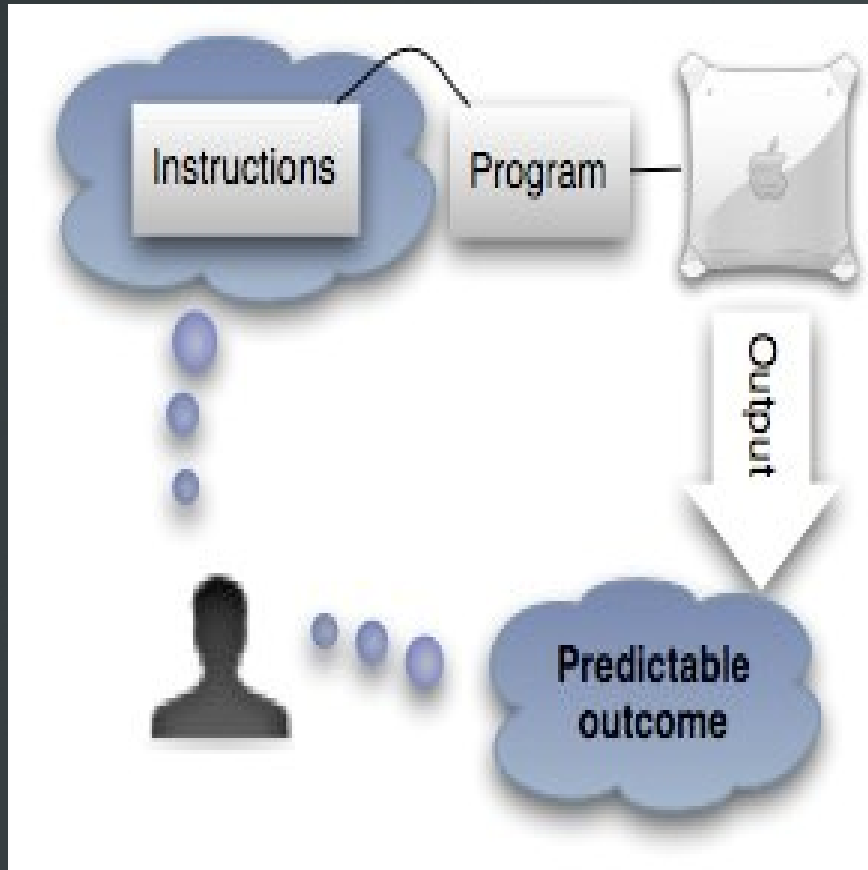 Instructions
Program
Output
Predictable
outcome